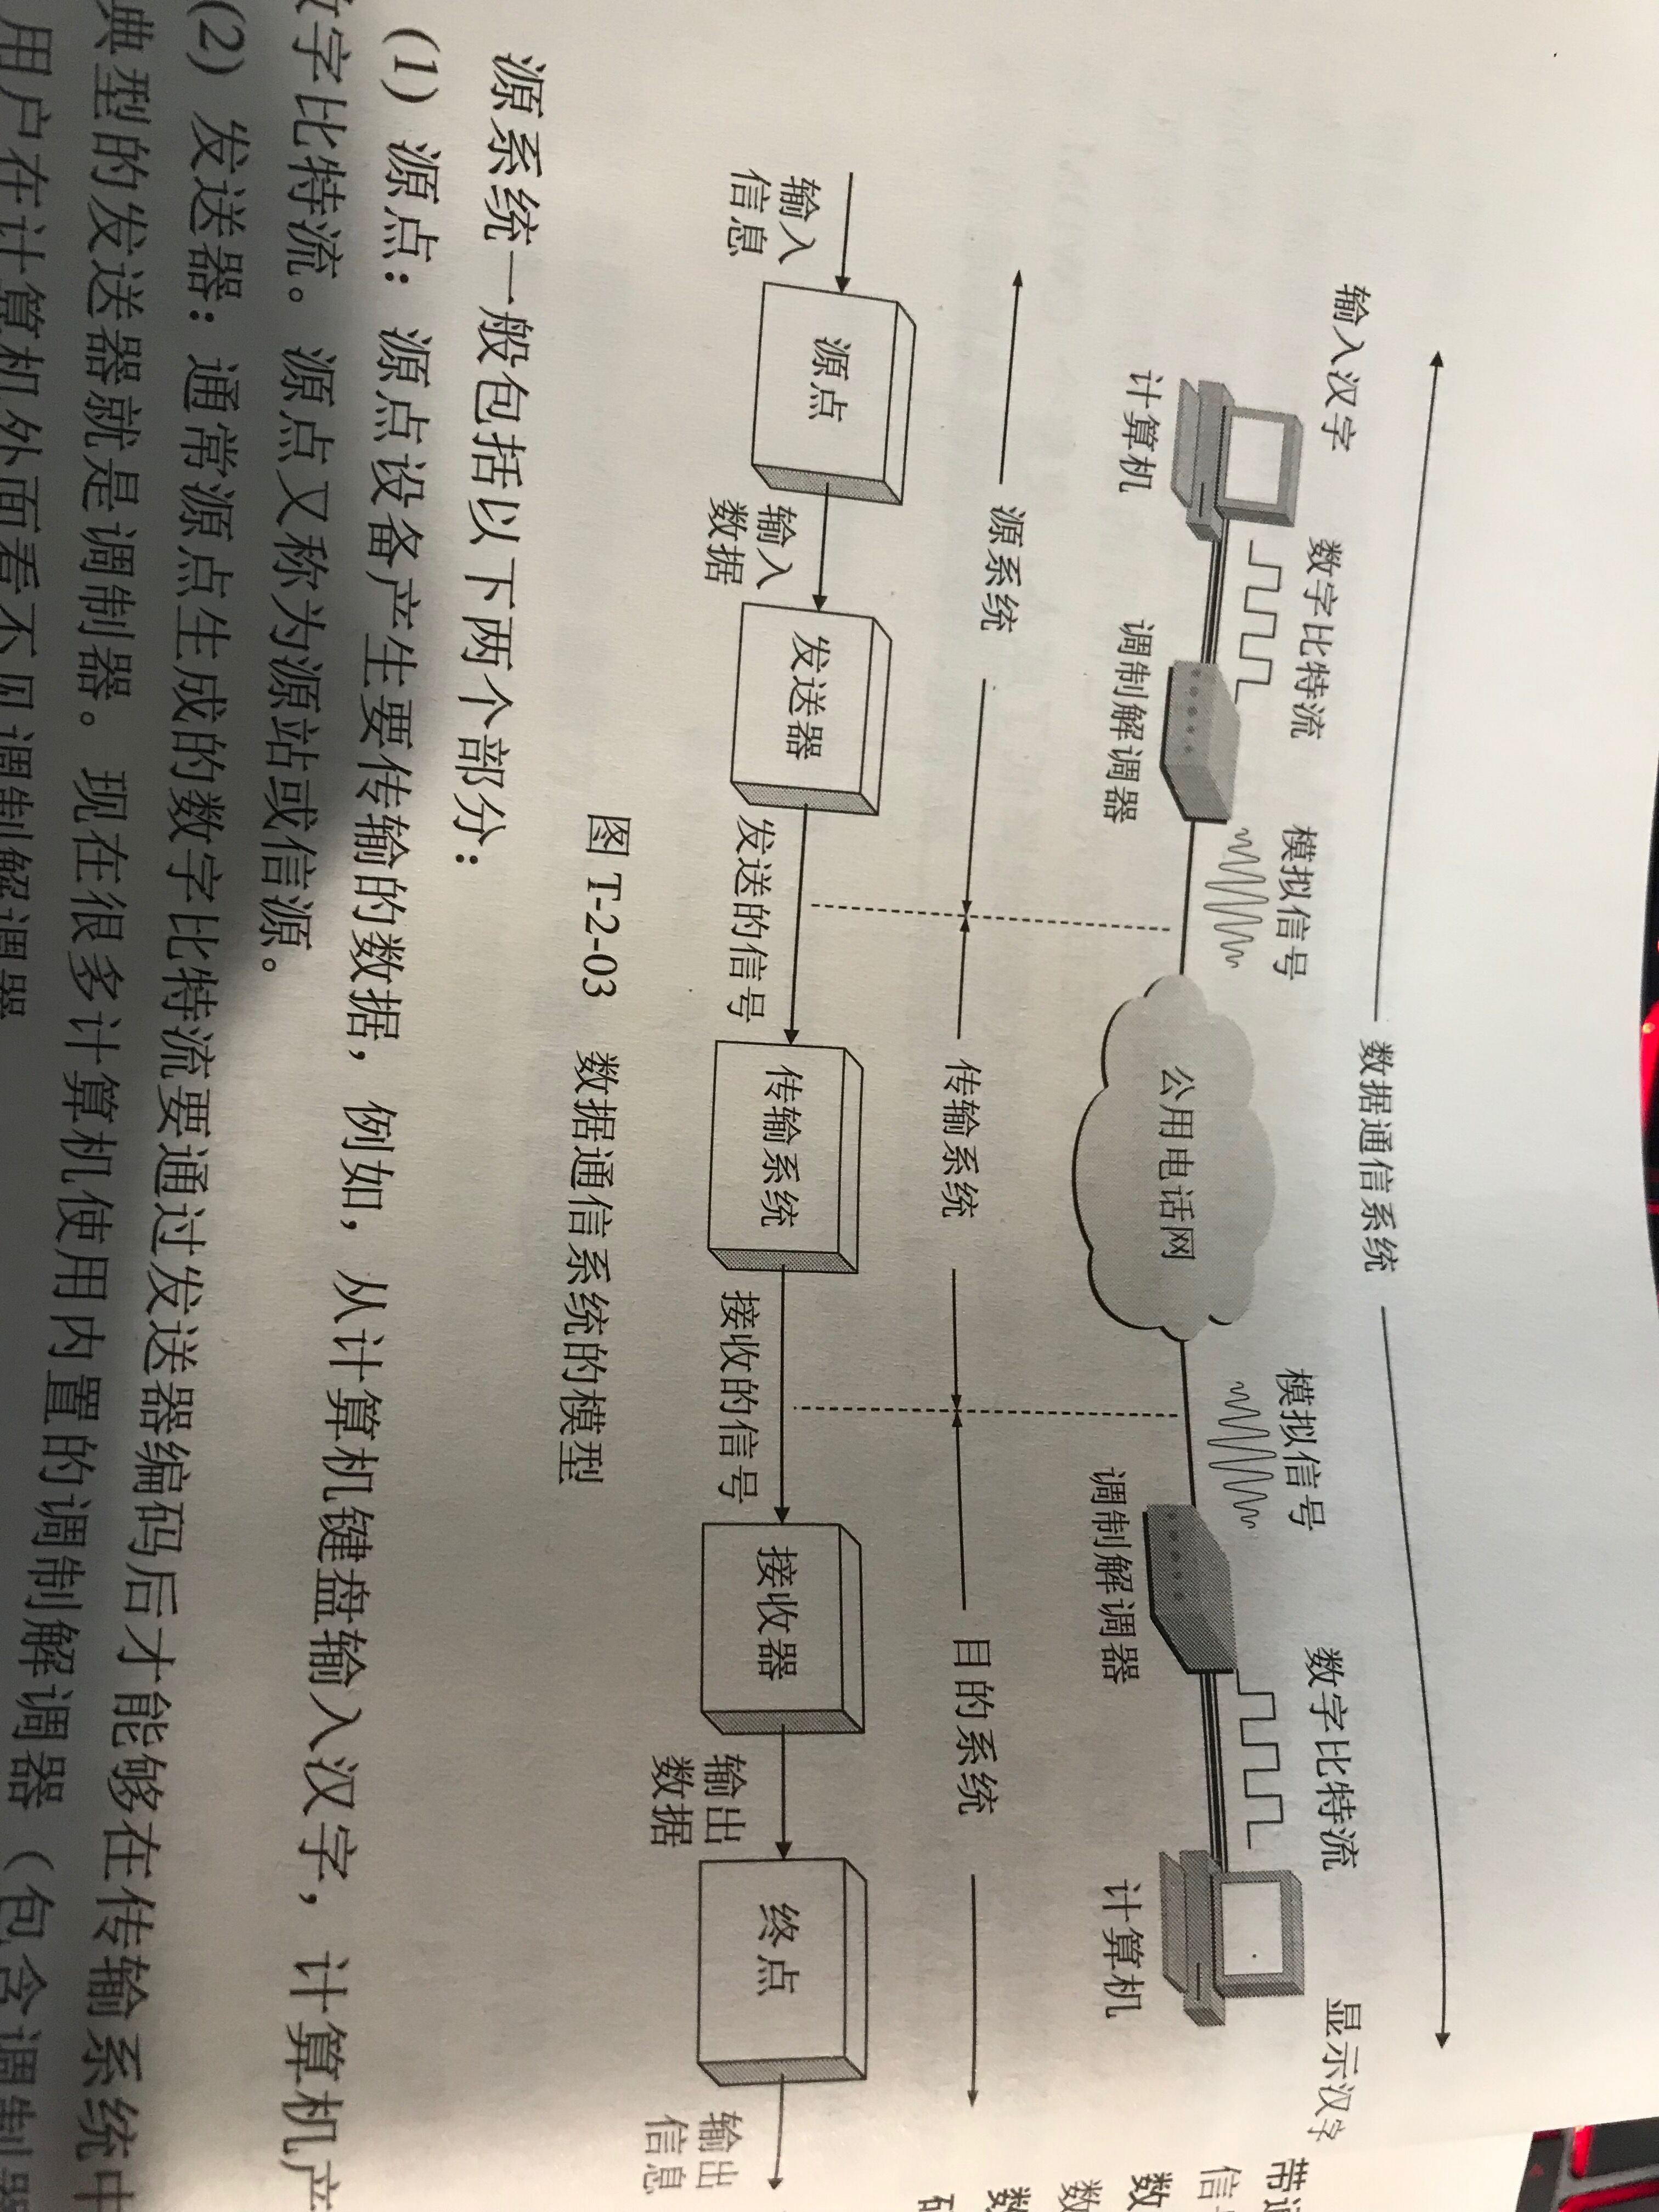 数据通信系统
输入汉字 数字比特流 模拟信号 模拟信号 数字比特流 显示汉字
公用电话网
计算机 调制解调器 调制解调器 计算机
源系统 传输系统 目的系统
源点 发送器 传输系统 接收器 终点
输入信息 输入数据 发送的信号 接收的信号 输出数据 输出信息
图 T-2-03 数据通信系统的模型
源系统一般包括以下两个部分：
(1) 源点：源点设备产生要传输的数据，例如，从计算机键盘输入汉字，计算机产
字比特流。源点又称为源站或信源。
(2) 发送器：通常源点生成的数字比特流要通过发送器编码后才能够在传输系统中
典型的发送器就是调制器。现在很多计算机使用内置的调制解调器（包含调制器
用户在计算机外面看不见调制解调器